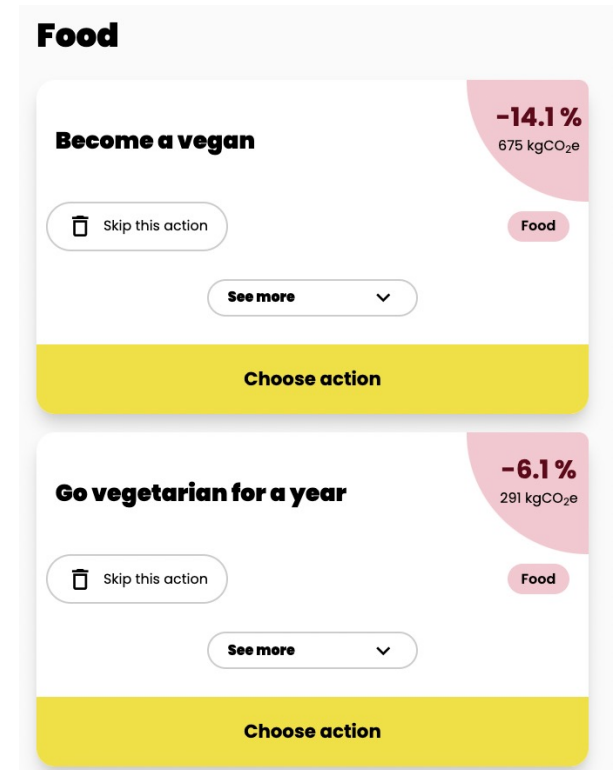 Food
Become a vegan
−14.1 %
675 kgCO₂e
Skip this action
Food
See more
Choose action
Go vegetarian for a year
−6.1 %
291 kgCO₂e
Skip this action
Food
See more
Choose action